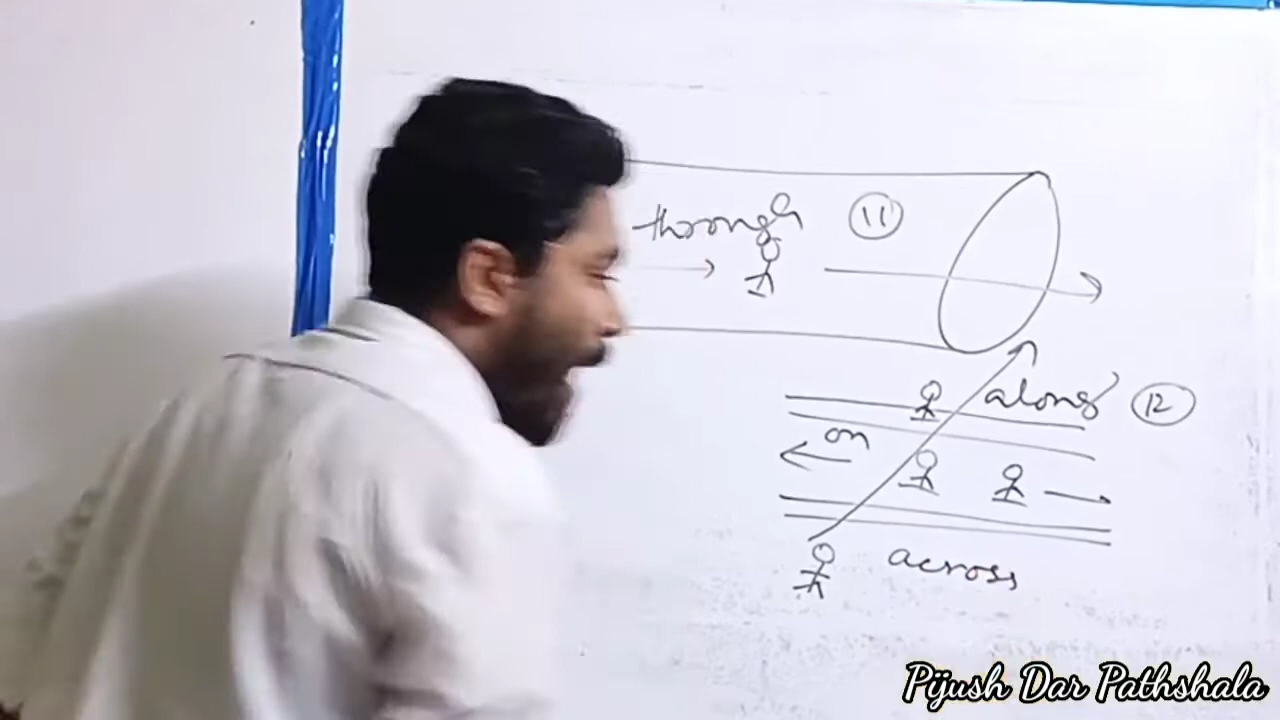 through 11
along 12
on
across
Pijush Dar Pathshala